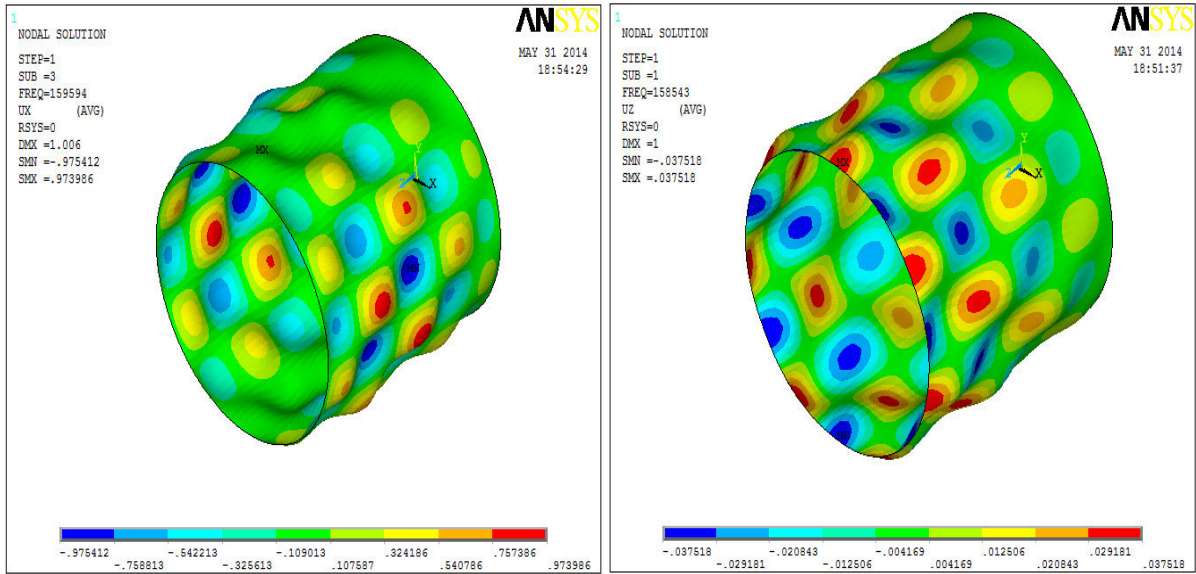 1
ANSYS
NODAL SOLUTION
MAY 31 2014
18:54:29
STEP=1
SUB =3
FREQ=159594
UX (AVG)
RSYS=0
DMX =1.006
SMN =-.975412
SMX =.973986
MX
Y
Z
X
MN
-.975412
-.758813
-.542213
-.325613
-.109013
.107587
.324186
.540786
.757386
.973986
1
ANSYS
NODAL SOLUTION
MAY 31 2014
18:51:37
STEP=1
SUB =1
FREQ=158543
UZ (AVG)
RSYS=0
DMX =1
SMN =-.037518
SMX =.037518
MX
Y
Z
X
MN
-.037518
-.029181
-.020843
-.012506
-.004169
.004169
.012506
.020843
.029181
.037518